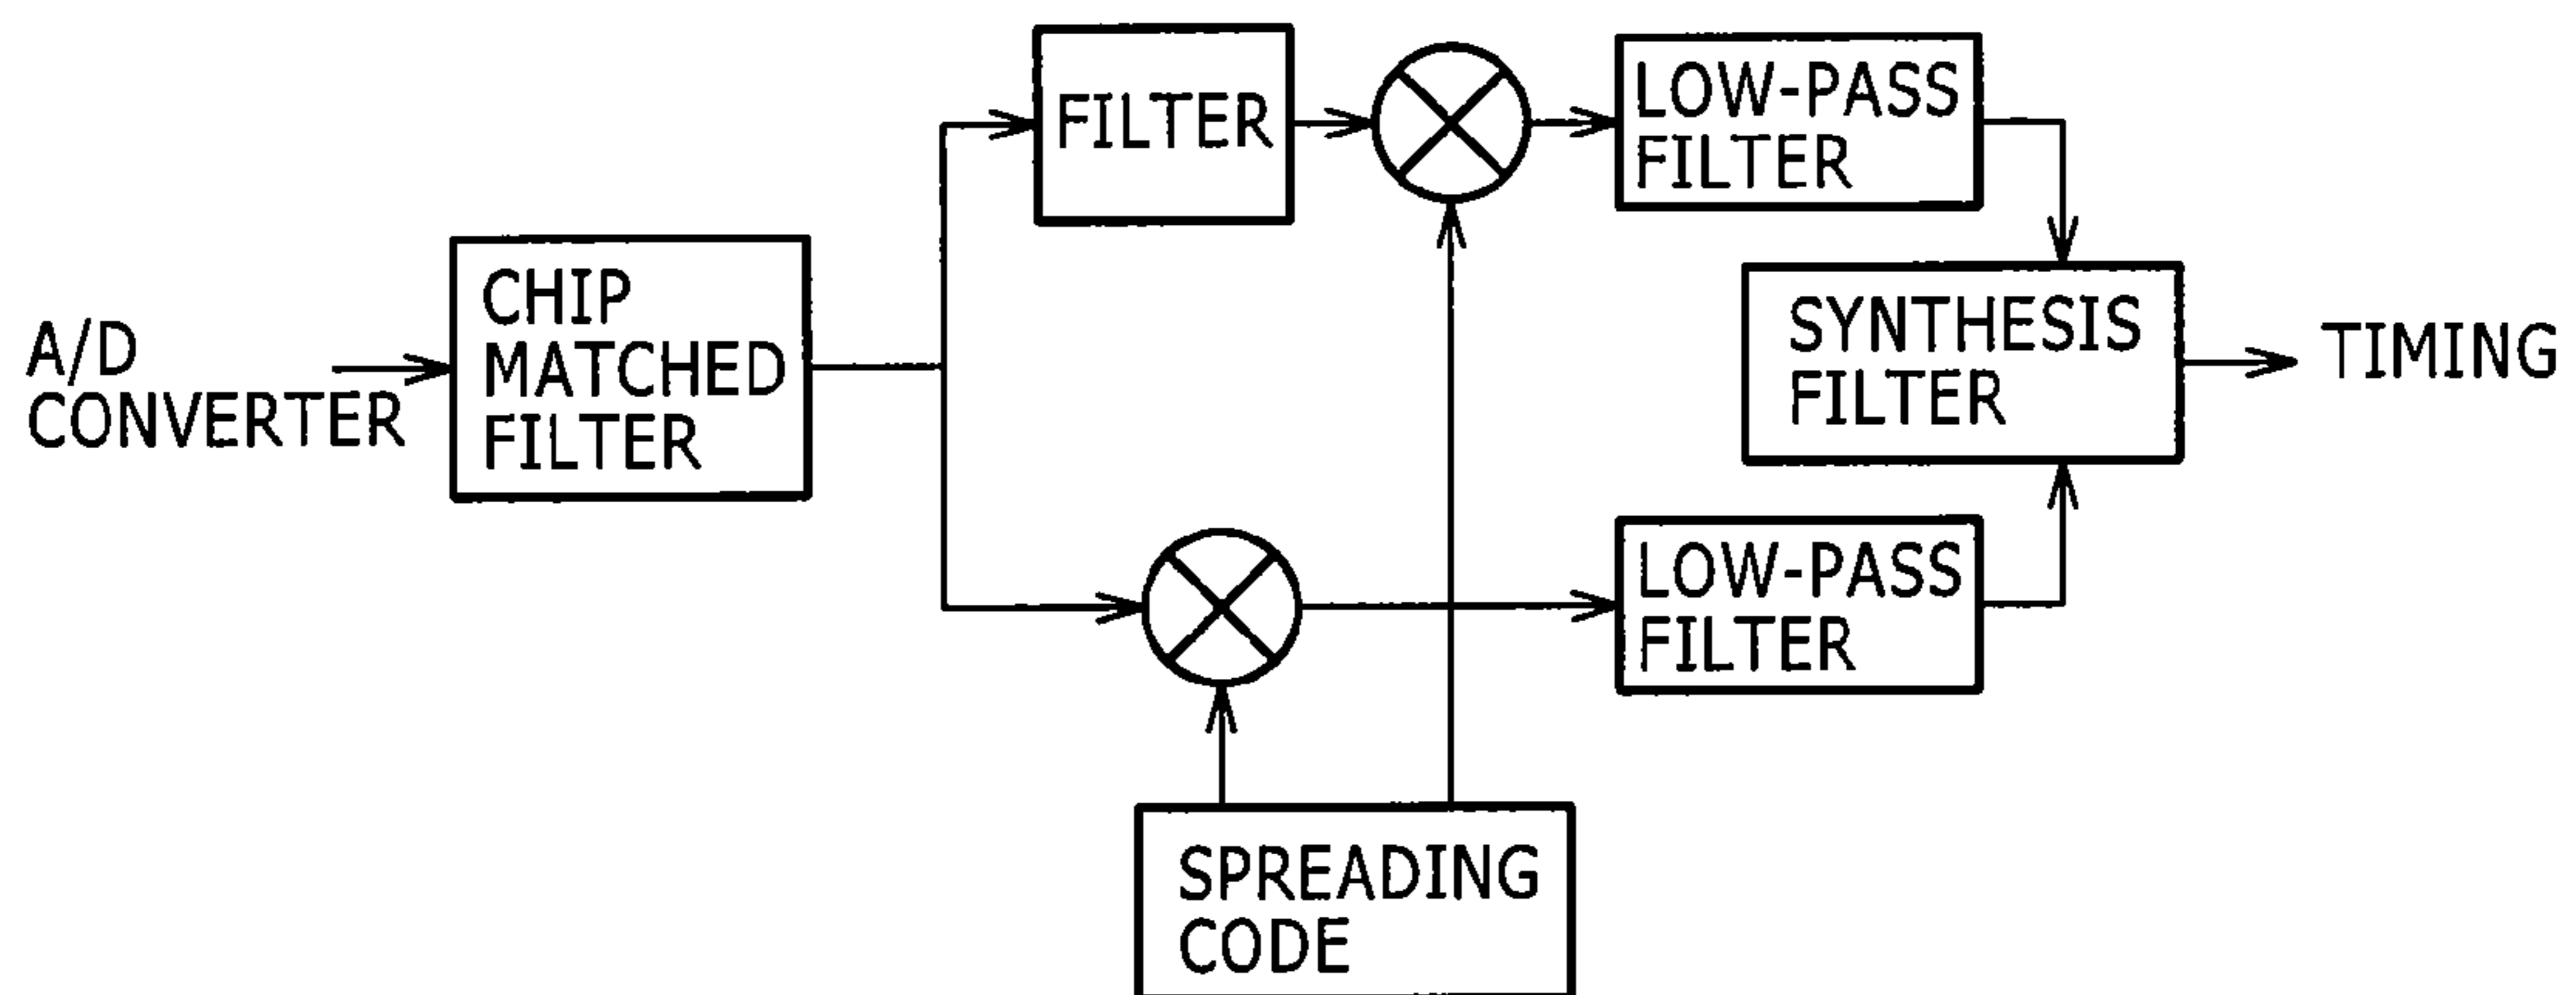 A/D
CONVERTER
CHIP
MATCHED
FILTER
FILTER
LOW-PASS
FILTER
LOW-PASS
FILTER
SPREADING
CODE
SYNTHESIS
FILTER
TIMING